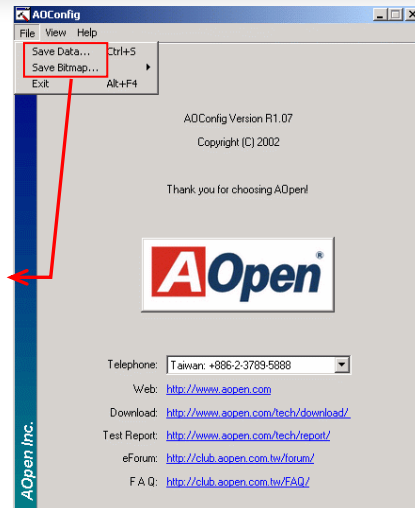 AOConfig
File View Help
Save Data... Ctrl+S
Save Bitmap...
Exit Alt+F4
AOConfig Version R1.07
Copyright (C) 2002
Thank you for choosing AOpen!
AOpen®
Telephone: Taiwan: +886-2-3789-5888
Web: http://www.aopen.com
Download: http://www.aopen.com/tech/download/
Test Report: http://www.aopen.com/tech/report/
eForum: http://club.aopen.com.tw/forum/
F A Q: http://club.aopen.com.tw/FAQ/
AOpen Inc.